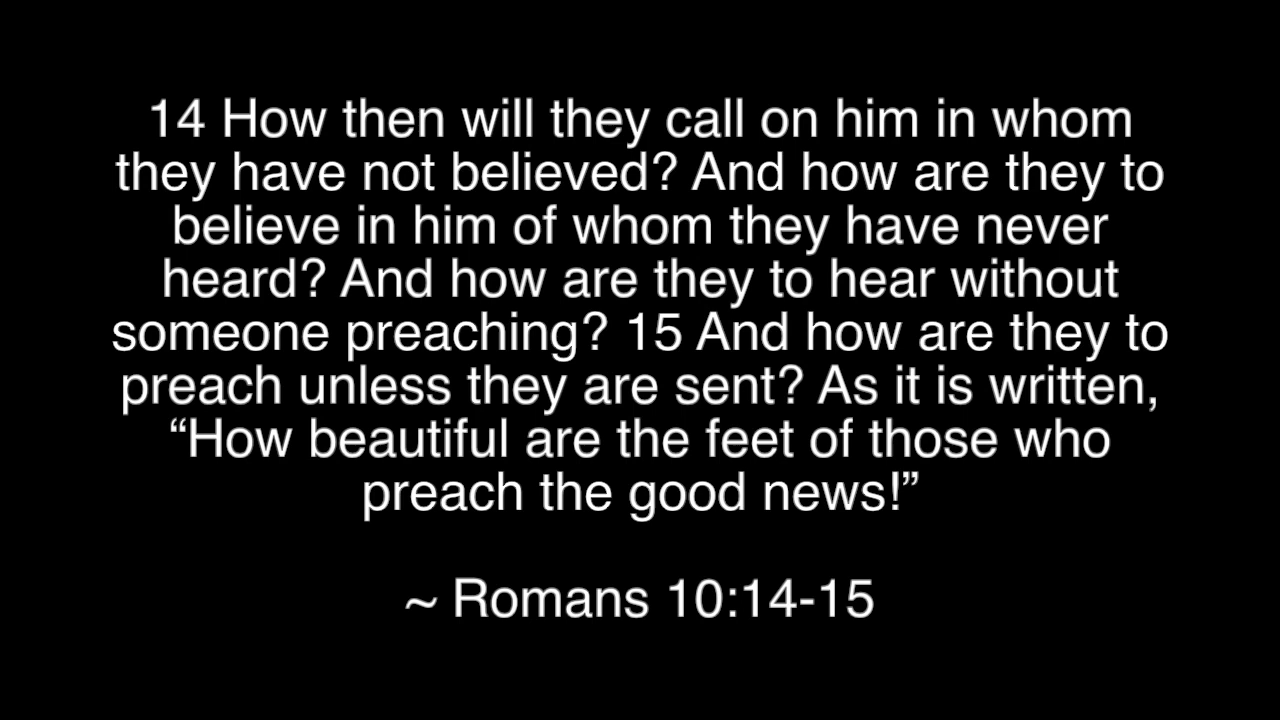 14 How then will they call on him in whom
they have not believed? And how are they to
believe in him of whom they have never
heard? And how are they to hear without
someone preaching? 15 And how are they to
preach unless they are sent? As it is written,
“How beautiful are the feet of those who
preach the good news!”
~ Romans 10:14-15